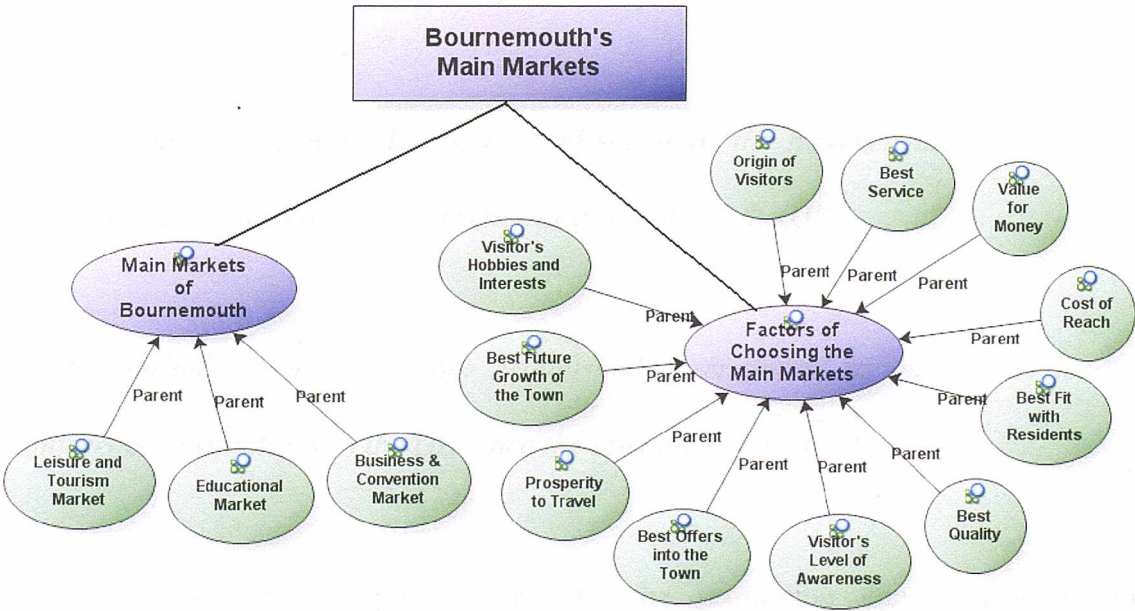 Bournemouth's
Main Markets
Origin of
Visitors
Best
Service
Value
for
Money
Visitor's
Hobbies and
Interests
Main Markets
of
Bournemouth
Parent
Parent
Parent
Cost of
Reach
Parent
Factors of
Choosing the
Main Markets
Parent
Best Future
Growth of
the Town
Parent
Parent
Parent
Parent
Parent
Best Fit
with
Residents
Parent
Parent
Parent
Parent
Parent
Leisure and
Tourism
Market
Educational
Market
Business &
Convention
Market
Prosperity
to Travel
Best Offers
into the
Town
Visitor's
Level of
Awareness
Best
Quality